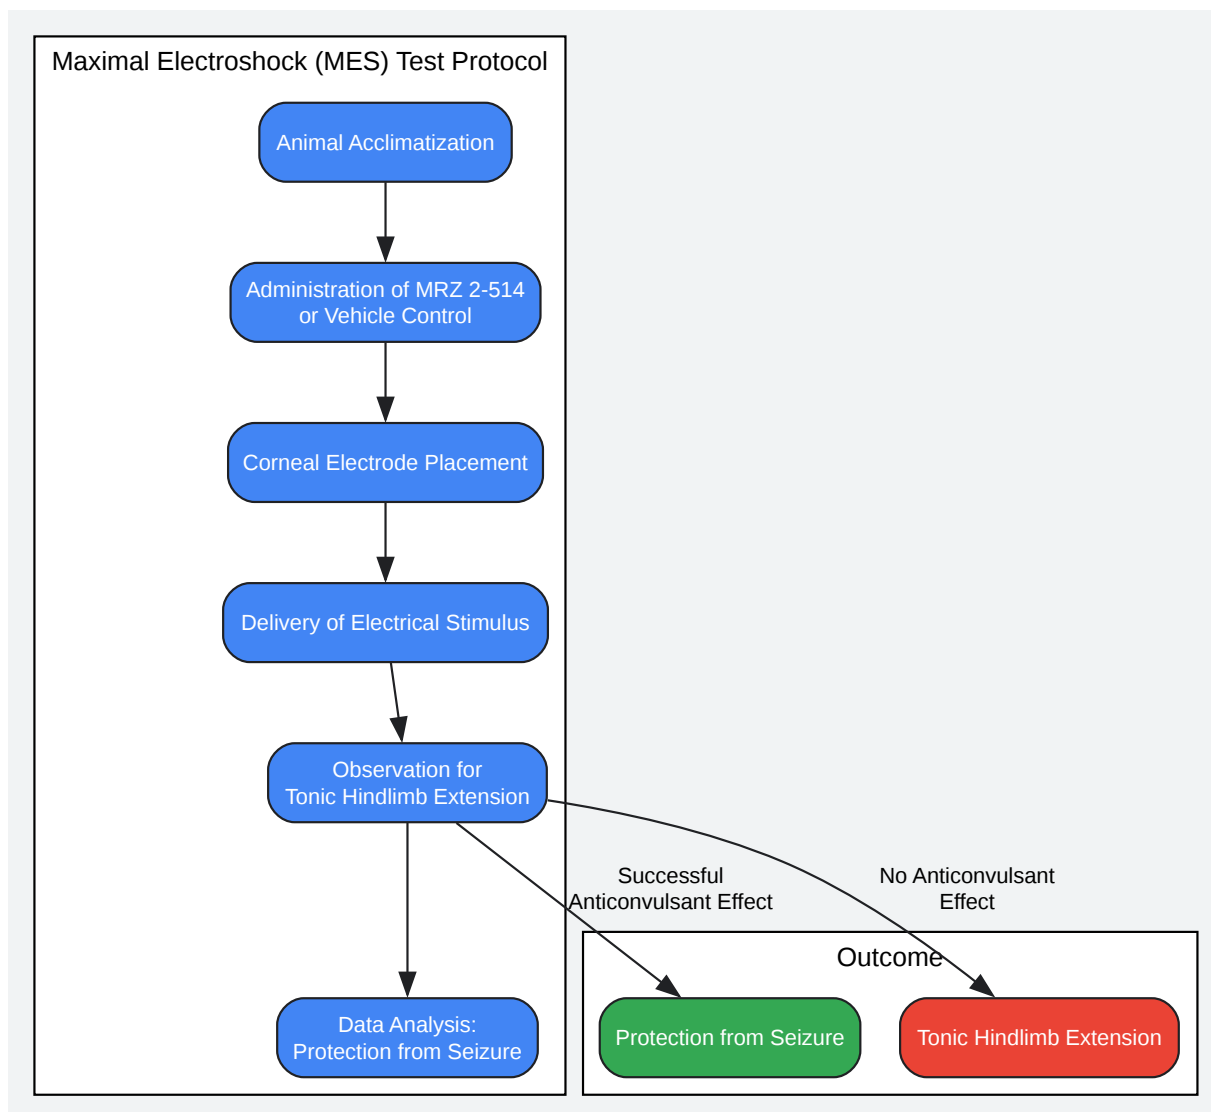 Maximal Electroshock (MES) Test Protocol
Animal Acclimatization
Administration of MRZ 2-514
or Vehicle Control
Corneal Electrode Placement
Delivery of Electrical Stimulus
Observation for
Tonic Hindlimb Extension
Successful
Anticonvulsant Effect
No Anticonvulsant
Effect
Outcome
Data Analysis:
Protection from Seizure
Protection from Seizure
Tonic Hindlimb Extension